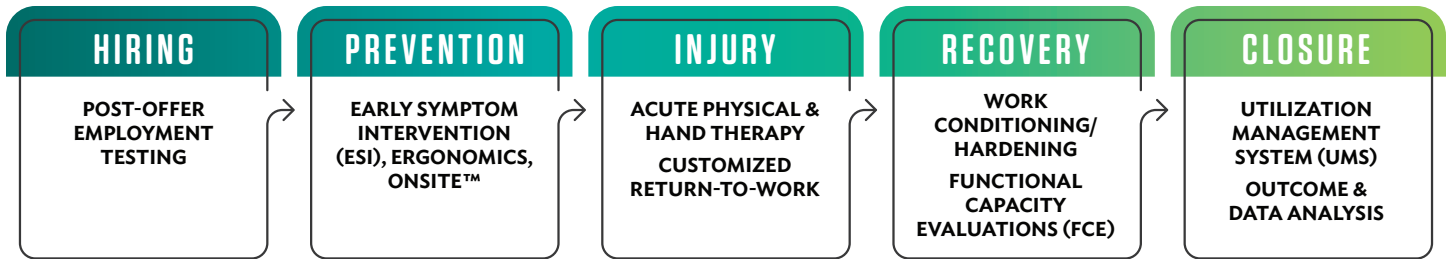 HIRING
POST-OFFER
EMPLOYMENT
TESTING
PREVENTION
EARLY SYMPTOM
INTERVENTION
(ESI), ERGONOMICS,
ONSITE™
INJURY
ACUTE PHYSICAL &
HAND THERAPY
CUSTOMIZED
RETURN-TO-WORK
RECOVERY
WORK
CONDITIONING/
HARDENING
FUNCTIONAL
CAPACITY
EVALUATIONS (FCE)
CLOSURE
UTILIZATION
MANAGEMENT
SYSTEM (UMS)
OUTCOME &
DATA ANALYSIS